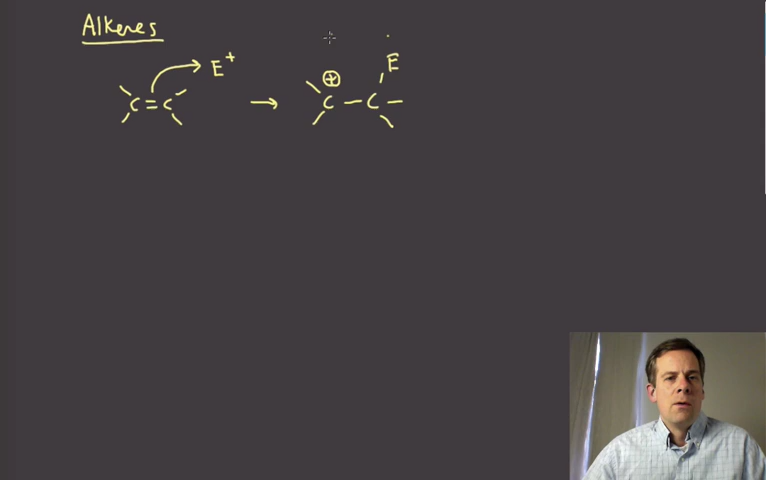 Alkenes
E+
C=C → ⊕C–C–E